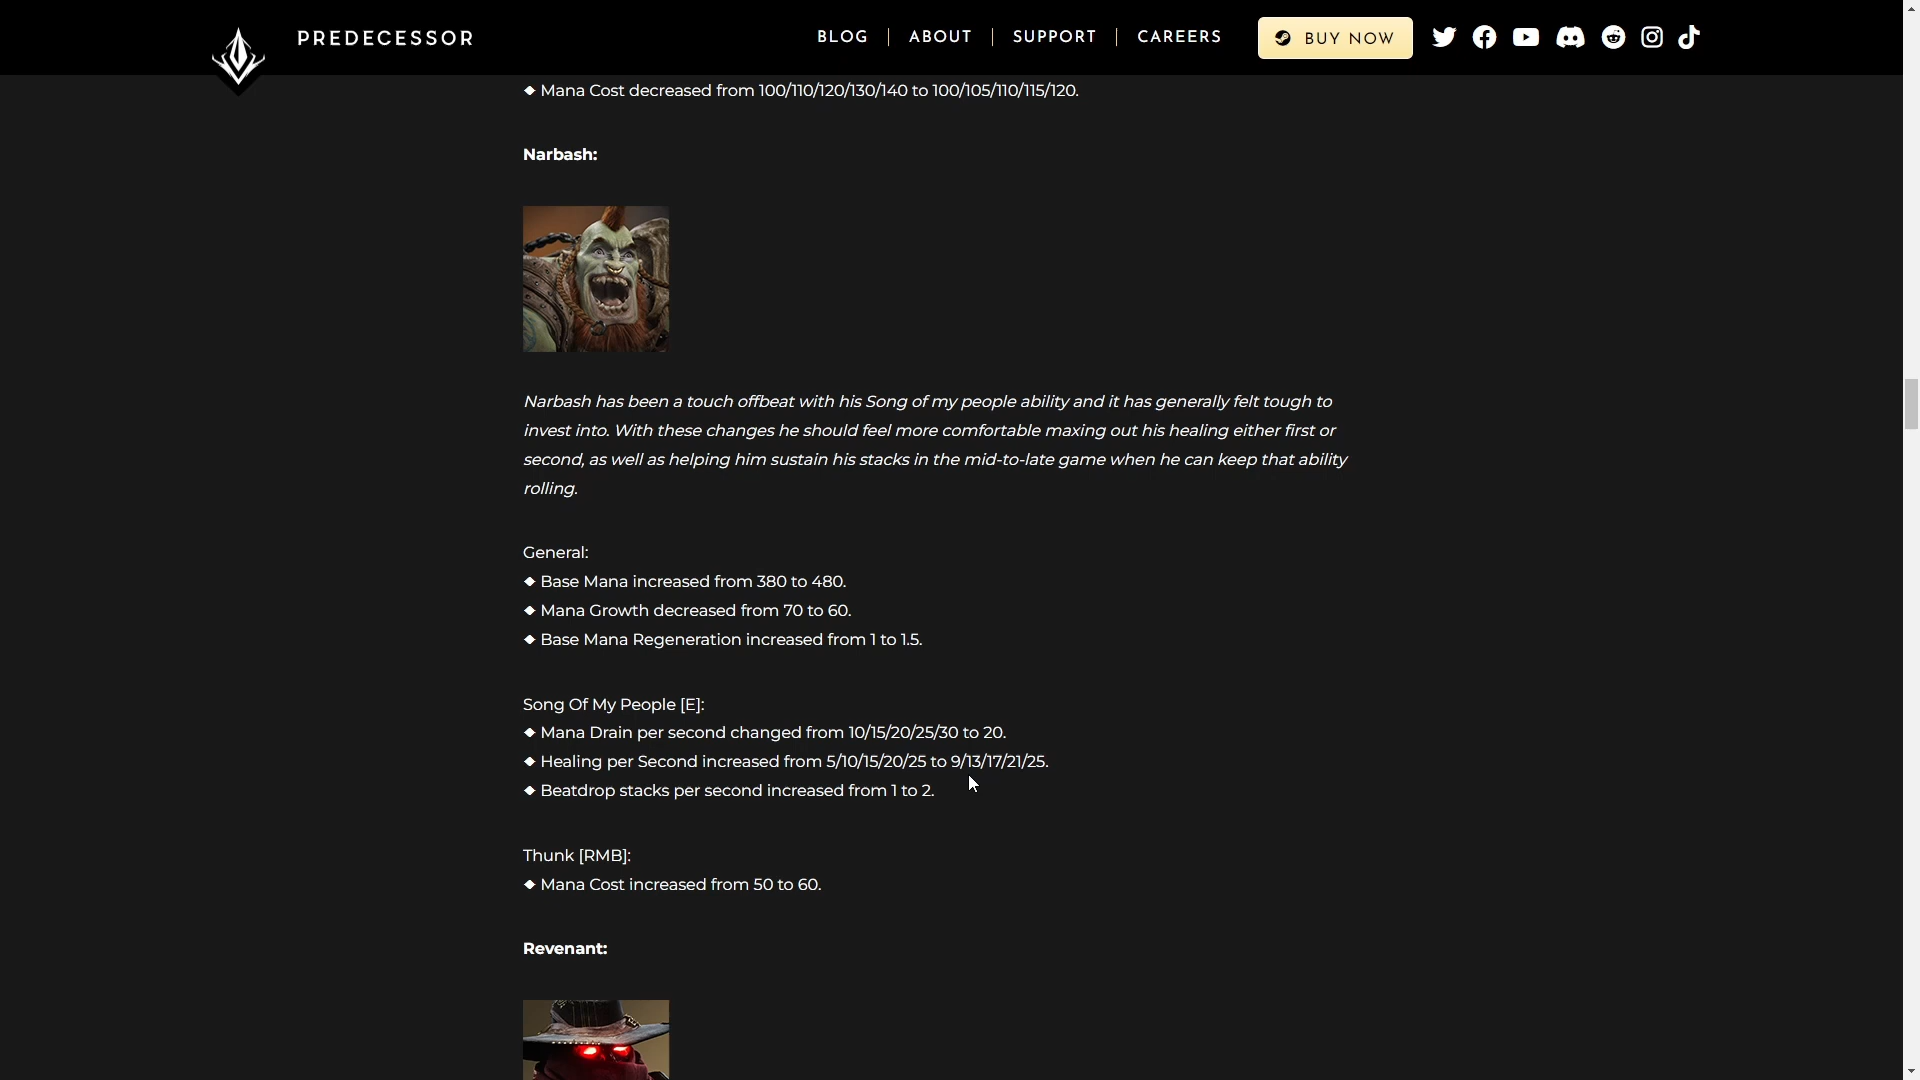 PREDECESSOR
BLOG
ABOUT
SUPPORT
CAREERS
BUY NOW
◆ Mana Cost decreased from 100/110/120/130/140 to 100/105/110/115/120.
Narbash:
Narbash has been a touch offbeat with his Song of my people ability and it has generally felt tough to
invest into. With these changes he should feel more comfortable maxing out his healing either first or
second, as well as helping him sustain his stacks in the mid-to-late game when he can keep that ability
rolling.
General:
◆ Base Mana increased from 380 to 480.
◆ Mana Growth decreased from 70 to 60.
◆ Base Mana Regeneration increased from 1 to 1.5.
Song Of My People [E]:
◆ Mana Drain per second changed from 10/15/20/25/30 to 20.
◆ Healing per Second increased from 5/10/15/20/25 to 9/13/17/21/25.
◆ Beatdrop stacks per second increased from 1 to 2.
Thunk [RMB]:
◆ Mana Cost increased from 50 to 60.
Revenant: